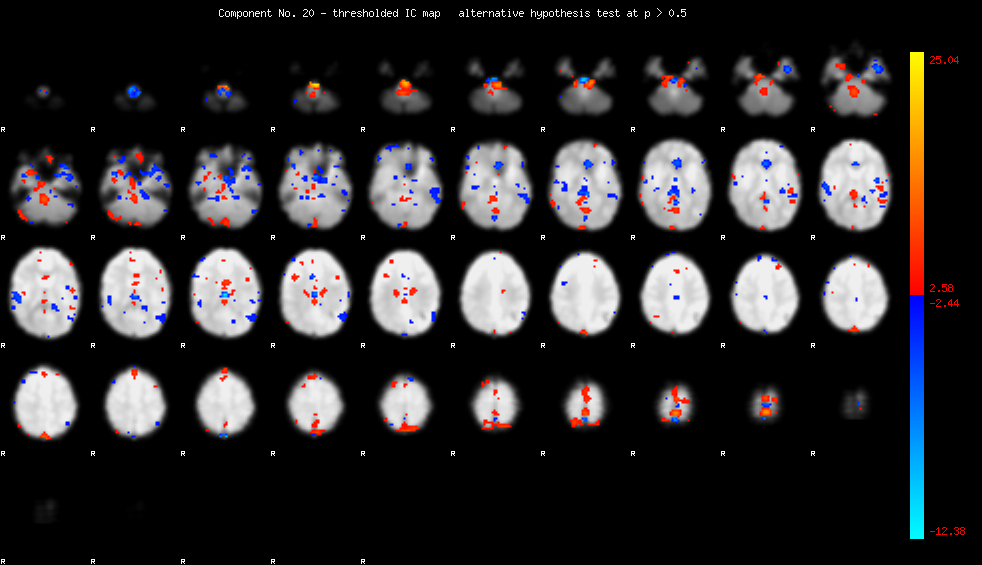 Component No. 20 - thresholded IC map   alternative hypothesis test at p > 0.5
25.04
R R R R R R R R R R
R R R R R R R R R R
2.58
-2.44
R R R R R R R R R R
R R R R R R R R R R
-12.38
R R R R R